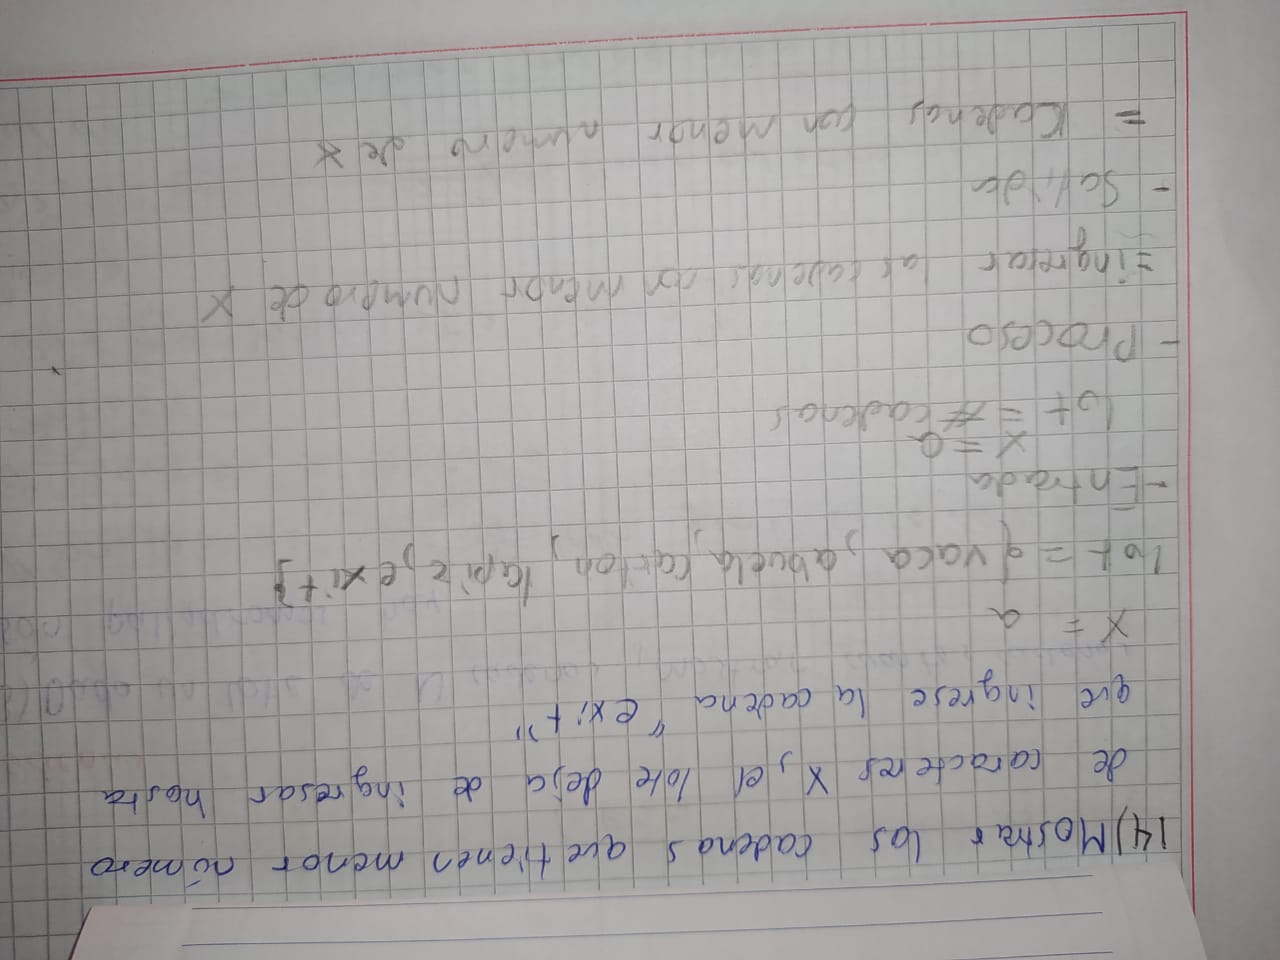 14) Mostrar las cadenas que tienen menor número
de caracteres X, el lote deja de ingresar hasta
que ingrese la cadena "exit"
X = a
Lot = { vaca, abuela, carton, tapiz, exit }
- Entrada
X = a
Lot = # cadenas
- Proceso
= ingresar las cadenas con menor numero de X
- Salida
= Cadenas con menor numero de X